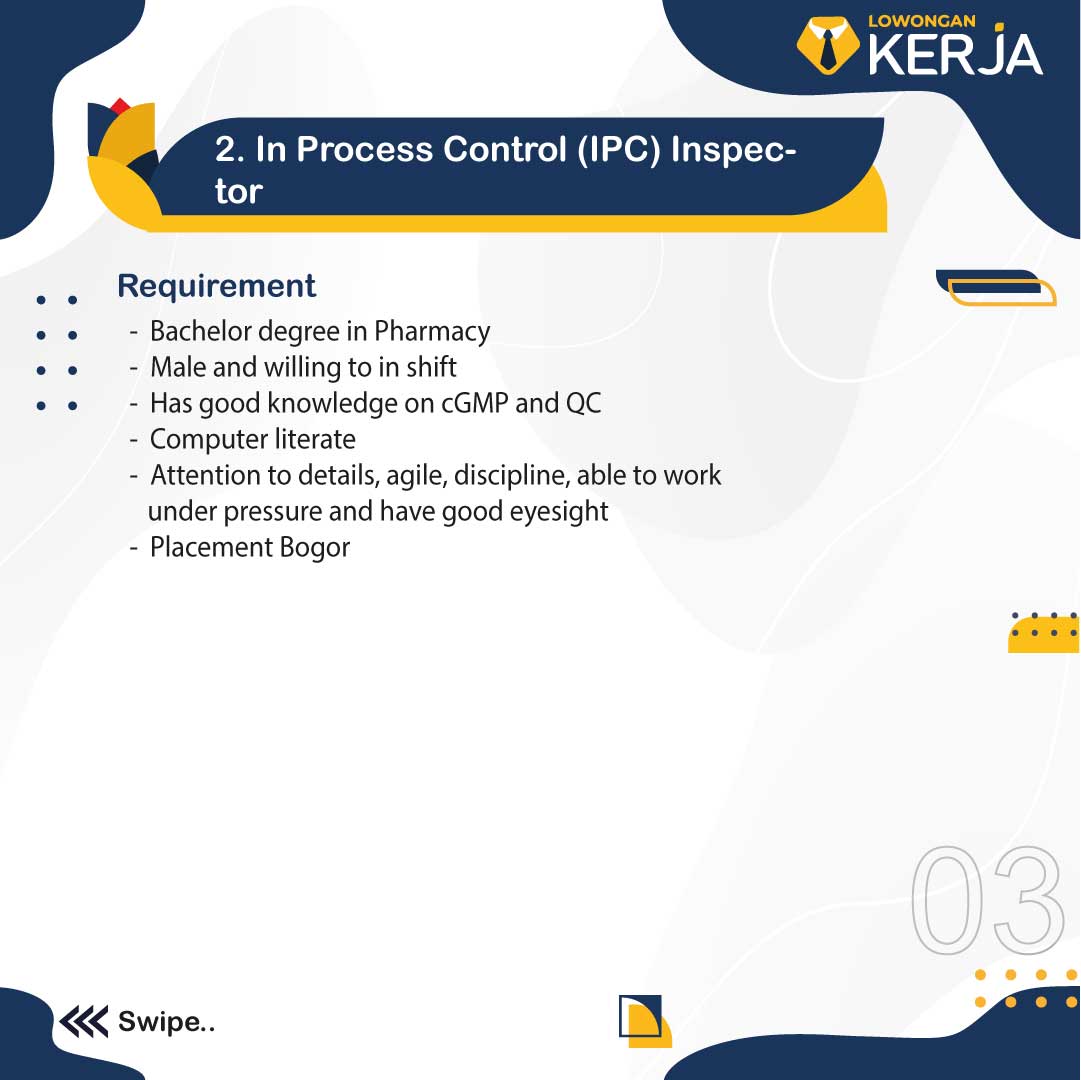 LOWONGAN
KERJA
2. In Process Control (IPC) Inspec-
tor
Requirement
- Bachelor degree in Pharmacy
- Male and willing to in shift
- Has good knowledge on cGMP and QC
- Computer literate
- Attention to details, agile, discipline, able to work
under pressure and have good eyesight
- Placement Bogor
03
Swipe..